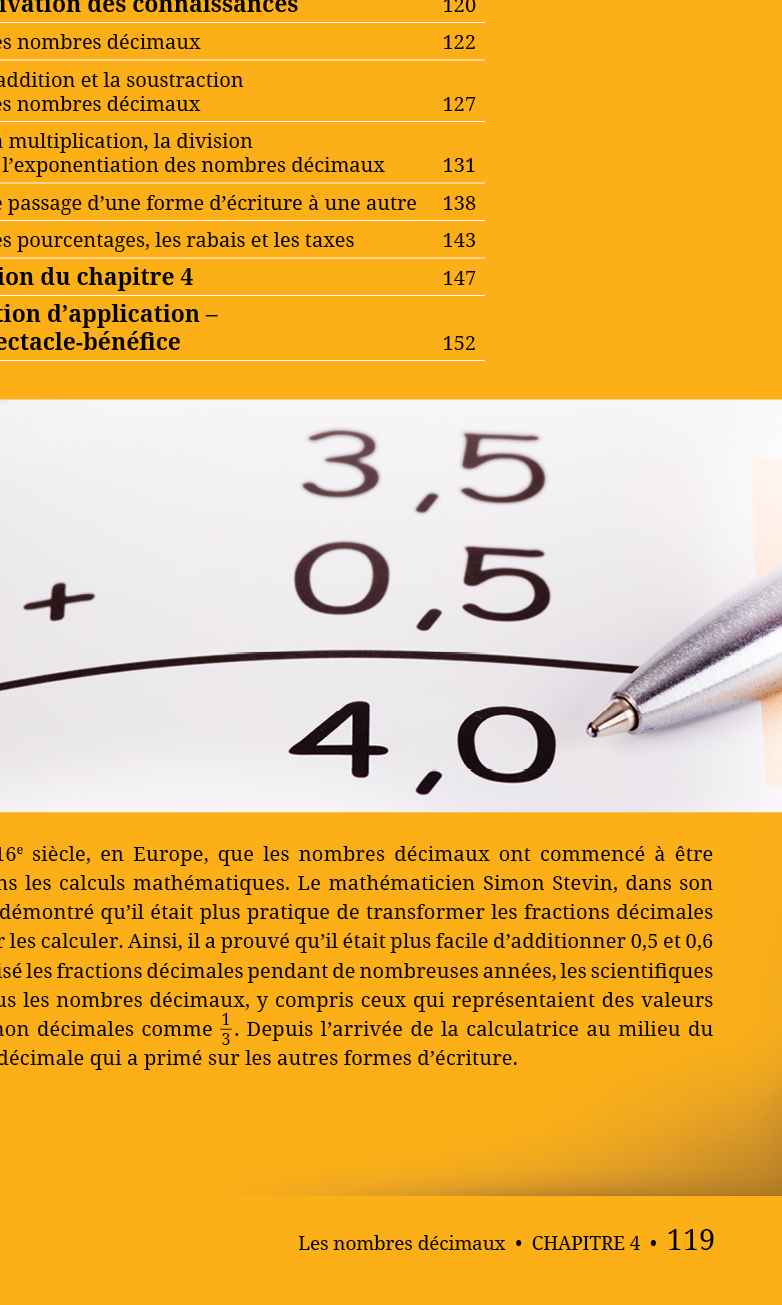 ivation des connaissances 120
es nombres décimaux 122
addition et la soustraction
es nombres décimaux 127
a multiplication, la division
l’exponentiation des nombres décimaux 131
e passage d’une forme d’écriture à une autre 138
es pourcentages, les rabais et les taxes 143
ion du chapitre 4 147
tion d’application –
ectacle-bénéfice 152
3,5
+ 0,5
4,0
16e siècle, en Europe, que les nombres décimaux ont commencé à être
ns les calculs mathématiques. Le mathématicien Simon Stevin, dans son
démontré qu’il était plus pratique de transformer les fractions décimales
r les calculer. Ainsi, il a prouvé qu’il était plus facile d’additionner 0,5 et 0,6
isé les fractions décimales pendant de nombreuses années, les scientifiques
us les nombres décimaux, y compris ceux qui représentaient des valeurs
non décimales comme 1/3. Depuis l’arrivée de la calculatrice au milieu du
décimale qui a primé sur les autres formes d’écriture.
Les nombres décimaux • CHAPITRE 4 • 119